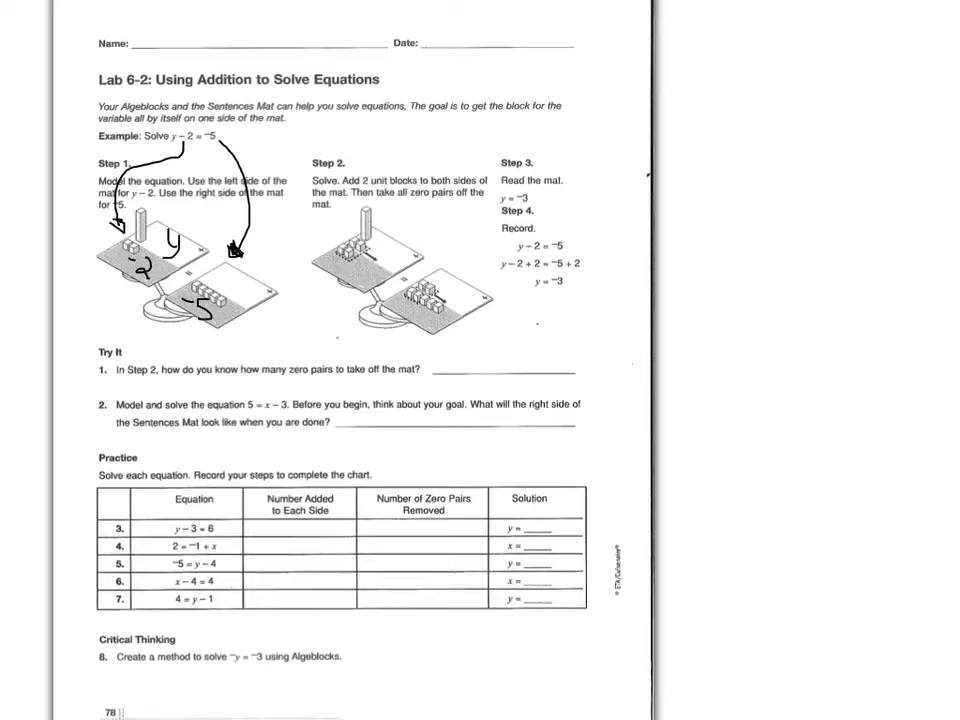 Name: Date:
Lab 6-2: Using Addition to Solve Equations
Your Algeblocks and the Sentences Mat can help you solve equations. The goal is to get the block for the
variable all by itself on one side of the mat.
Example: Solve y – 2 = ⁻5
Step 1.
Model the equation. Use the left side of the
mat for y – 2. Use the right side of the mat
for ⁻5.
y
-2
=
-5
+
+
Step 2.
Solve. Add 2 unit blocks to both sides of
the mat. Then take all zero pairs off the
mat.
+
=
+
Step 3.
Read the mat.
y = ⁻3
Step 4.
Record.
y – 2 = ⁻5
y – 2 + 2 = ⁻5 + 2
y = ⁻3
Try It
1. In Step 2, how do you know how many zero pairs to take off the mat?
2. Model and solve the equation 5 = x – 3. Before you begin, think about your goal. What will the right side of
the Sentences Mat look like when you are done?
Practice
Solve each equation. Record your steps to complete the chart.
Equation Number Added to Each Side Number of Zero Pairs Removed Solution
3. y – 3 = 6 y = ____
4. 2 = ⁻1 + x x = ____
5. ⁻5 = y – 4 y = ____
6. x – 4 = 4 x = ____
7. 4 = y – 1 y = ____
© ETA/Cuisenaire®
Critical Thinking
8. Create a method to solve ⁻y = ⁻3 using Algeblocks.
78